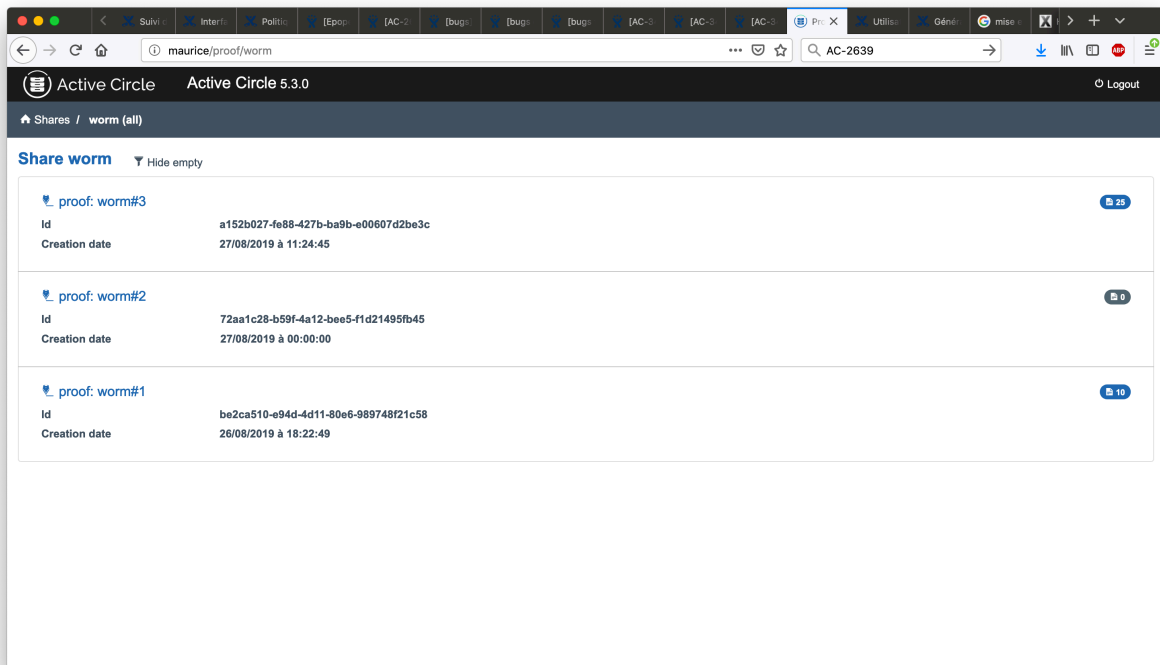 Suivi d Interfa Politiq [Epop [AC-2 [bugs [bugs [bugs [AC-3 [AC-3 [AC-3 Pro Utilisa Génér mise e
maurice/proof/worm AC-2639
Active Circle Active Circle 5.3.0 Logout
Shares / worm (all)
Share worm Hide empty
proof: worm#3 25
Id a152b027-fe88-427b-ba9b-e00607d2be3c
Creation date 27/08/2019 à 11:24:45
proof: worm#2 0
Id 72aa1c28-b59f-4a12-bee5-f1d21495fb45
Creation date 27/08/2019 à 00:00:00
proof: worm#1 10
Id be2ca510-e94d-4d11-80e6-989748f21c58
Creation date 26/08/2019 à 18:22:49